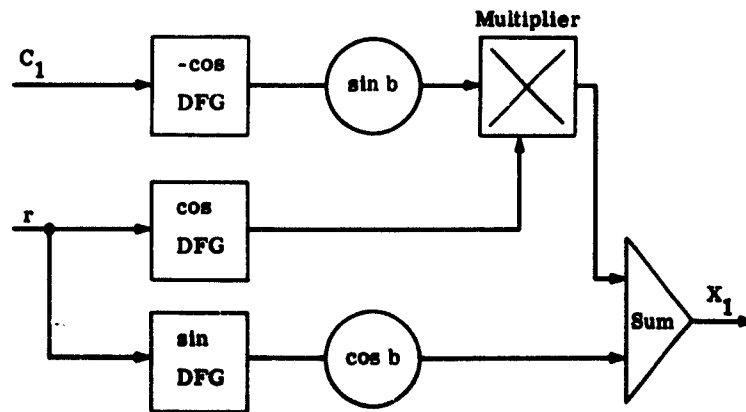 Multiplier
C1
-cos
DFG
sin b
r
cos
DFG
X1
Sum
sin
DFG
cos b